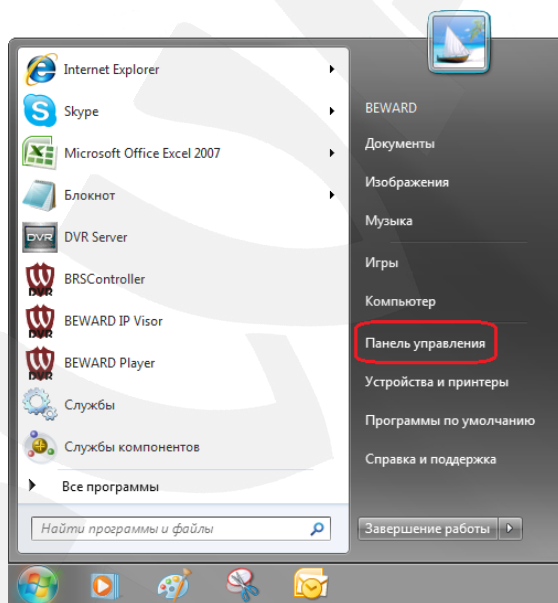 Internet Explorer
Skype
Microsoft Office Excel 2007
Блокнот
DVR Server
BRSController
BEWARD IP Visor
BEWARD Player
Службы
Службы компонентов
Все программы
Найти программы и файлы
BEWARD
Документы
Изображения
Музыка
Игры
Компьютер
Панель управления
Устройства и принтеры
Программы по умолчанию
Справка и поддержка
Завершение работы